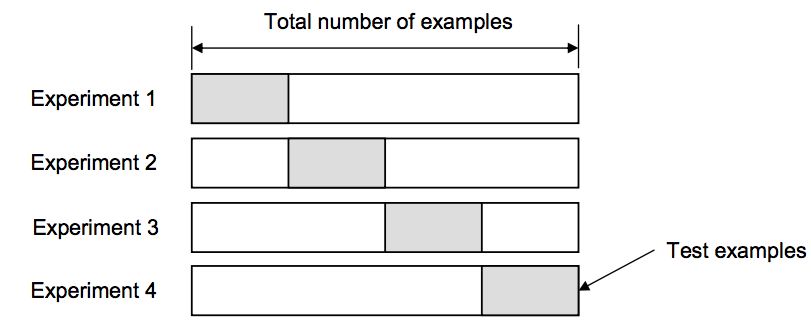 Total number of examples
Experiment 1
Experiment 2
Experiment 3
Test examples
Experiment 4